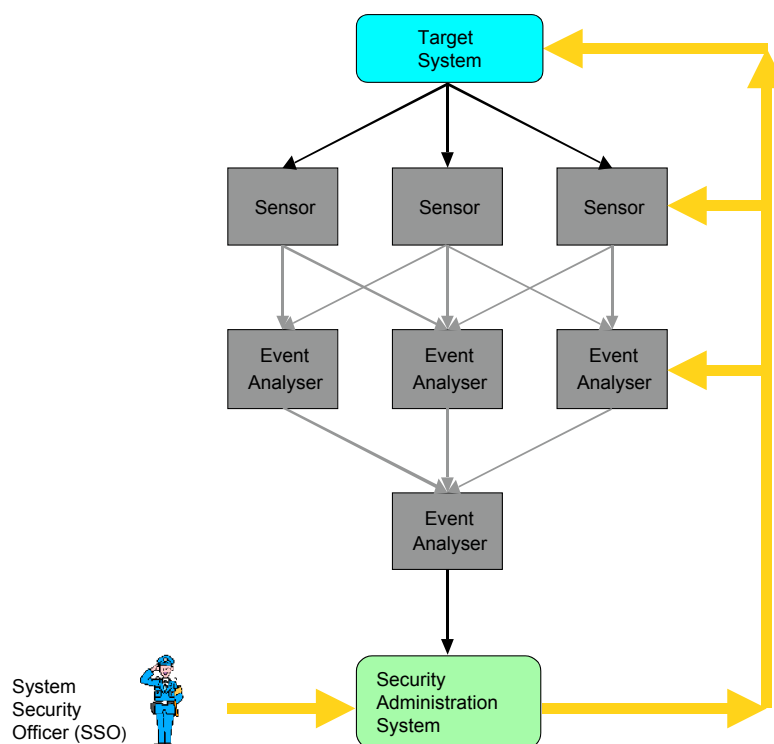 Target
System
Sensor
Sensor
Sensor
Event
Analyser
Event
Analyser
Event
Analyser
Event
Analyser
System
Security
Officer (SSO)
Security
Administration
System